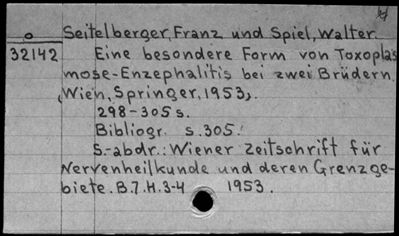 Seitelberger, Franz und Spiel, Walter.
o
32142
Eine besondere Form von Toxoplas
mose-Enzephalitis bei zwei Brüdern.
(Wien, Springer, 1953).
298-305 s.
Bibliogr. s. 305.
S.-abdr.: Wiener Zeitschrift für
Nervenheilkunde und deren Grenzge-
biete. B. 7. H. 3-4 1953.